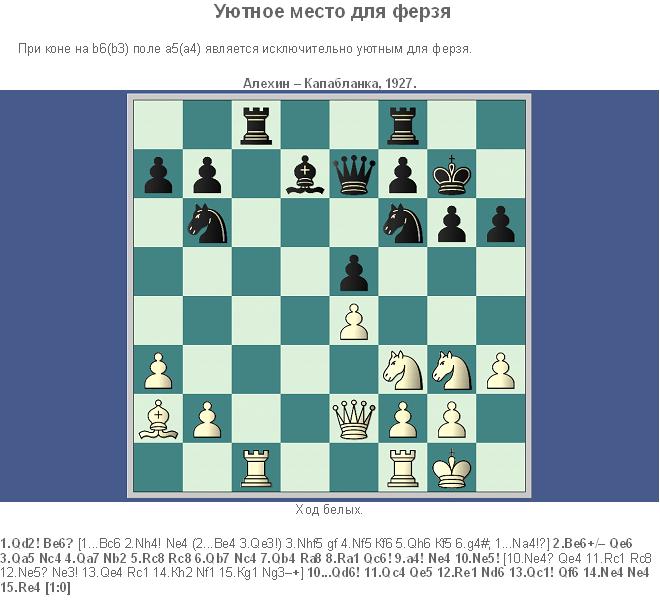 Уютное место для ферзя
При коне на b6(b3) поле a5(a4) является исключительно уютным для ферзя.
Алехин – Капабланка, 1927.
Ход белых.
1.Qd2! Be6? [1...Bc6 2.Nh4! Ne4 (2...Be4 3.Qe3!) 3.Nhf5 gf 4.Nf5 Kf6 5.Qh6 Kf5 6.g4#; 1...Na4!?] 2.Be6+/– Qe6
3.Qa5 Nc4 4.Qa7 Nb2 5.Rc8 Rc8 6.Qb7 Nc4 7.Qb4 Ra8 8.Ra1 Qc6! 9.a4! Ne4 10.Ne5! [10.Ne4? Qe4 11.Rc1 Rc8
12.Ne5? Ne3! 13.Qe4 Rc1 14.Kh2 Nf1 15.Kg1 Ng3–+] 10...Qd6! 11.Qc4 Qe5 12.Re1 Nd6 13.Qc1! Qf6 14.Ne4 Ne4
15.Re4 [1:0]